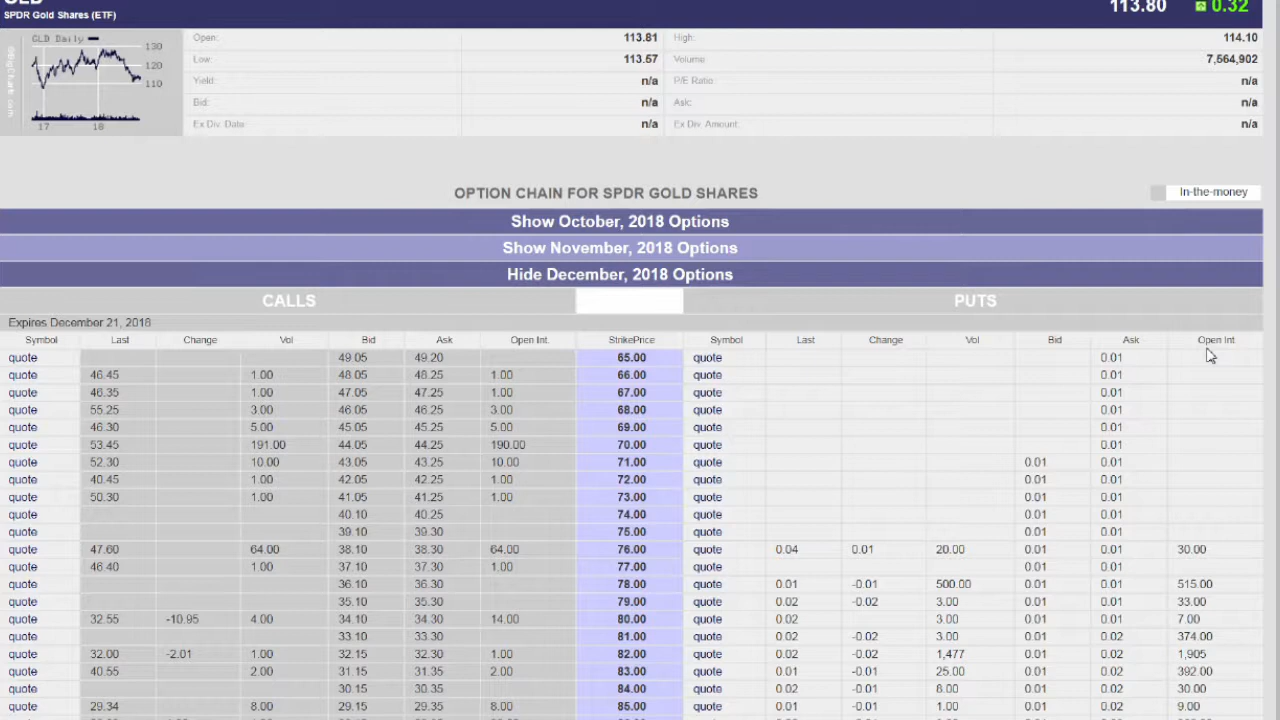 GLD
SPDR Gold Shares (ETF)
113.80 0.32
GLD Daily
130
120
110
17 18
©BigCharts.com
Open: 113.81 High: 114.10
Low: 113.57 Volume 7,564,902
Yield: n/a P/E Ratio: n/a
Bid: n/a Ask: n/a
Ex Div. Date n/a Ex Div. Amount: n/a
OPTION CHAIN FOR SPDR GOLD SHARES
In-the-money
Show October, 2018 Options
Show November, 2018 Options
Hide December, 2018 Options
CALLS PUTS
Expires December 21, 2018
Symbol Last Change Vol Bid Ask Open Int. StrikePrice Symbol Last Change Vol Bid Ask Open Int
quote 49.05 49.20 65.00 quote 0.01
quote 46.45 1.00 48.05 48.25 1.00 66.00 quote 0.01
quote 46.35 1.00 47.05 47.25 1.00 67.00 quote 0.01
quote 55.25 3.00 46.05 46.25 3.00 68.00 quote 0.01
quote 46.30 5.00 45.05 45.25 5.00 69.00 quote 0.01
quote 53.45 191.00 44.05 44.25 190.00 70.00 quote 0.01
quote 52.30 10.00 43.05 43.25 10.00 71.00 quote 0.01 0.01
quote 40.45 1.00 42.05 42.25 1.00 72.00 quote 0.01 0.01
quote 50.30 1.00 41.05 41.25 1.00 73.00 quote 0.01 0.01
quote 40.10 40.25 74.00 quote 0.01 0.01
quote 39.10 39.30 75.00 quote 0.01 0.01
quote 47.60 64.00 38.10 38.30 64.00 76.00 quote 0.04 0.01 20.00 0.01 0.01 30.00
quote 46.40 1.00 37.10 37.30 1.00 77.00 quote 0.01 0.01
quote 36.10 36.30 78.00 quote 0.01 -0.01 500.00 0.01 0.01 515.00
quote 35.10 35.30 79.00 quote 0.02 -0.02 3.00 0.01 0.01 33.00
quote 32.55 -10.95 4.00 34.10 34.30 14.00 80.00 quote 0.02 3.00 0.01 0.01 7.00
quote 33.10 33.30 81.00 quote 0.02 -0.02 3.00 0.01 0.02 374.00
quote 32.00 -2.01 1.00 32.15 32.30 1.00 82.00 quote 0.02 -0.02 1,477 0.01 0.02 1,905
quote 40.55 2.00 31.15 31.35 2.00 83.00 quote 0.01 -0.01 25.00 0.01 0.02 392.00
quote 30.15 30.35 84.00 quote 0.02 -0.01 8.00 0.01 0.02 30.00
quote 29.34 8.00 29.15 29.35 8.00 85.00 quote 0.01 -0.01 1.00 0.01 0.02 9.00